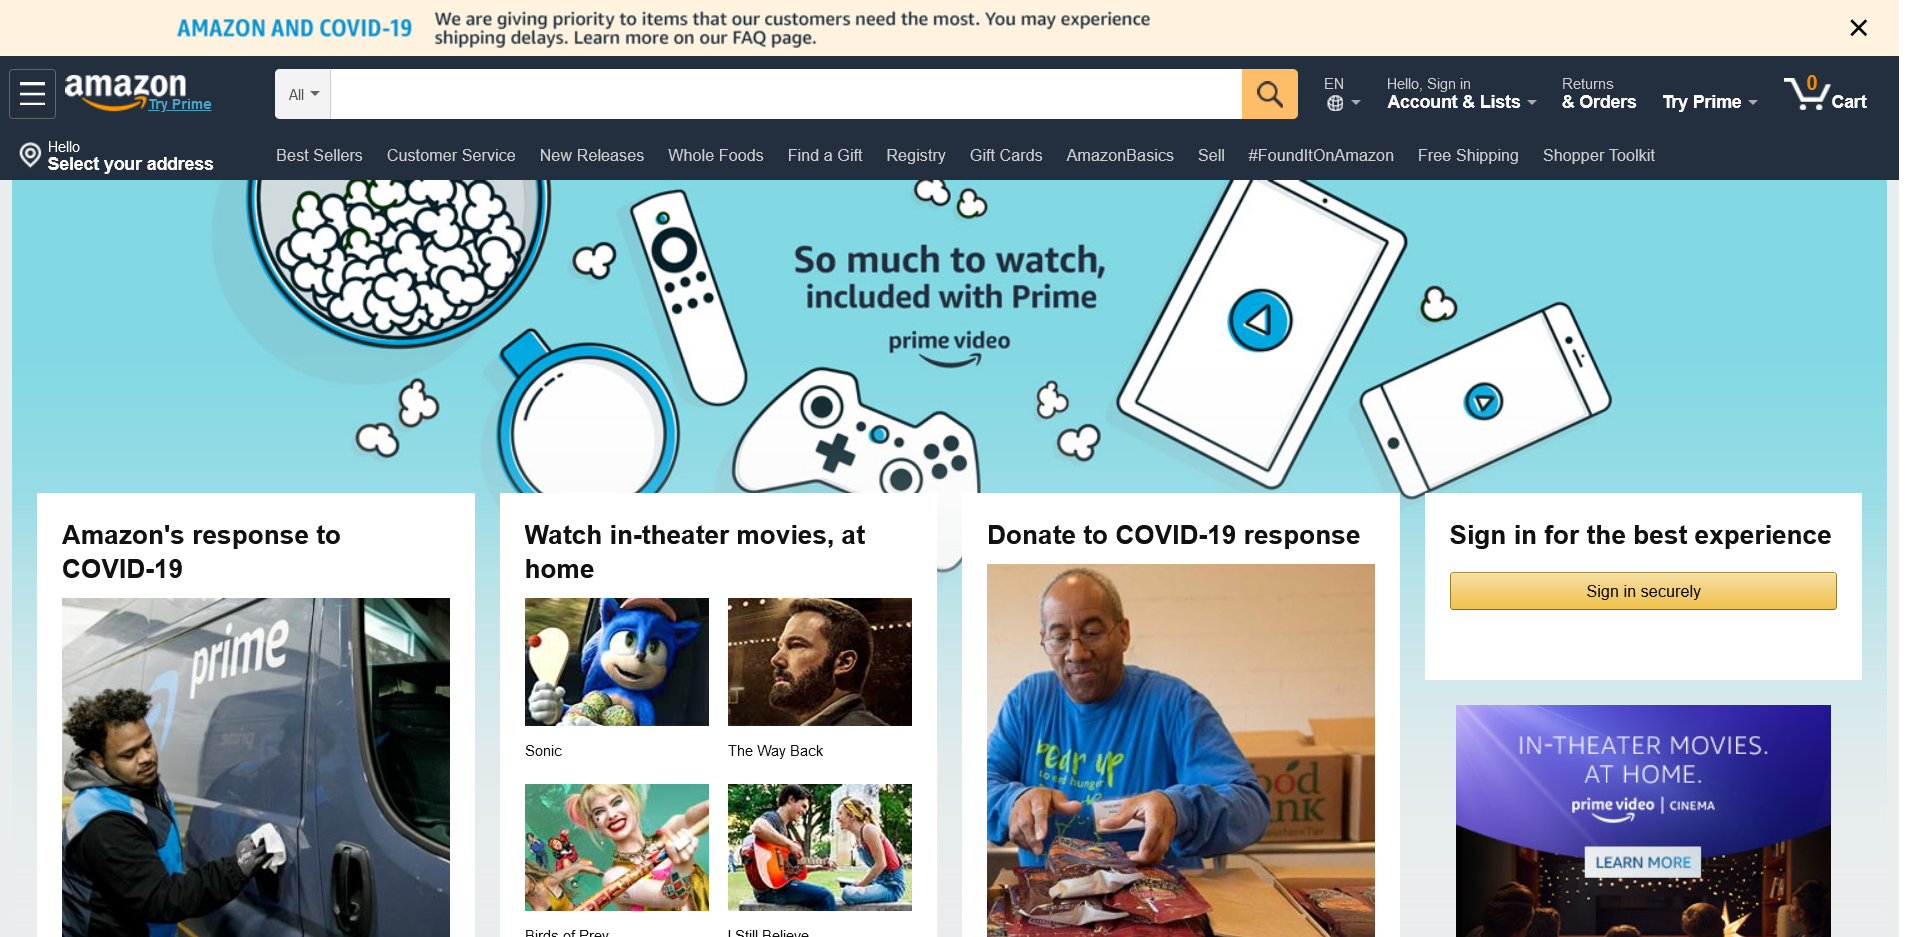 AMAZON AND COVID-19
We are giving priority to items that our customers need the most. You may experience
shipping delays. Learn more on our FAQ page.
amazon
Try Prime
All
EN
Hello, Sign in
Account & Lists
Returns
& Orders
Try Prime
0
Cart
Hello
Select your address
Best Sellers
Customer Service
New Releases
Whole Foods
Find a Gift
Registry
Gift Cards
AmazonBasics
Sell
#FoundItOnAmazon
Free Shipping
Shopper Toolkit
So much to watch,
included with Prime
prime video
Amazon's response to
COVID-19
prime
Watch in-theater movies, at
home
Sonic
The Way Back
Birds of Prey
I Still Believe
Donate to COVID-19 response
to end hunger
Sign in for the best experience
Sign in securely
IN-THEATER MOVIES.
AT HOME.
prime video | CINEMA
LEARN MORE